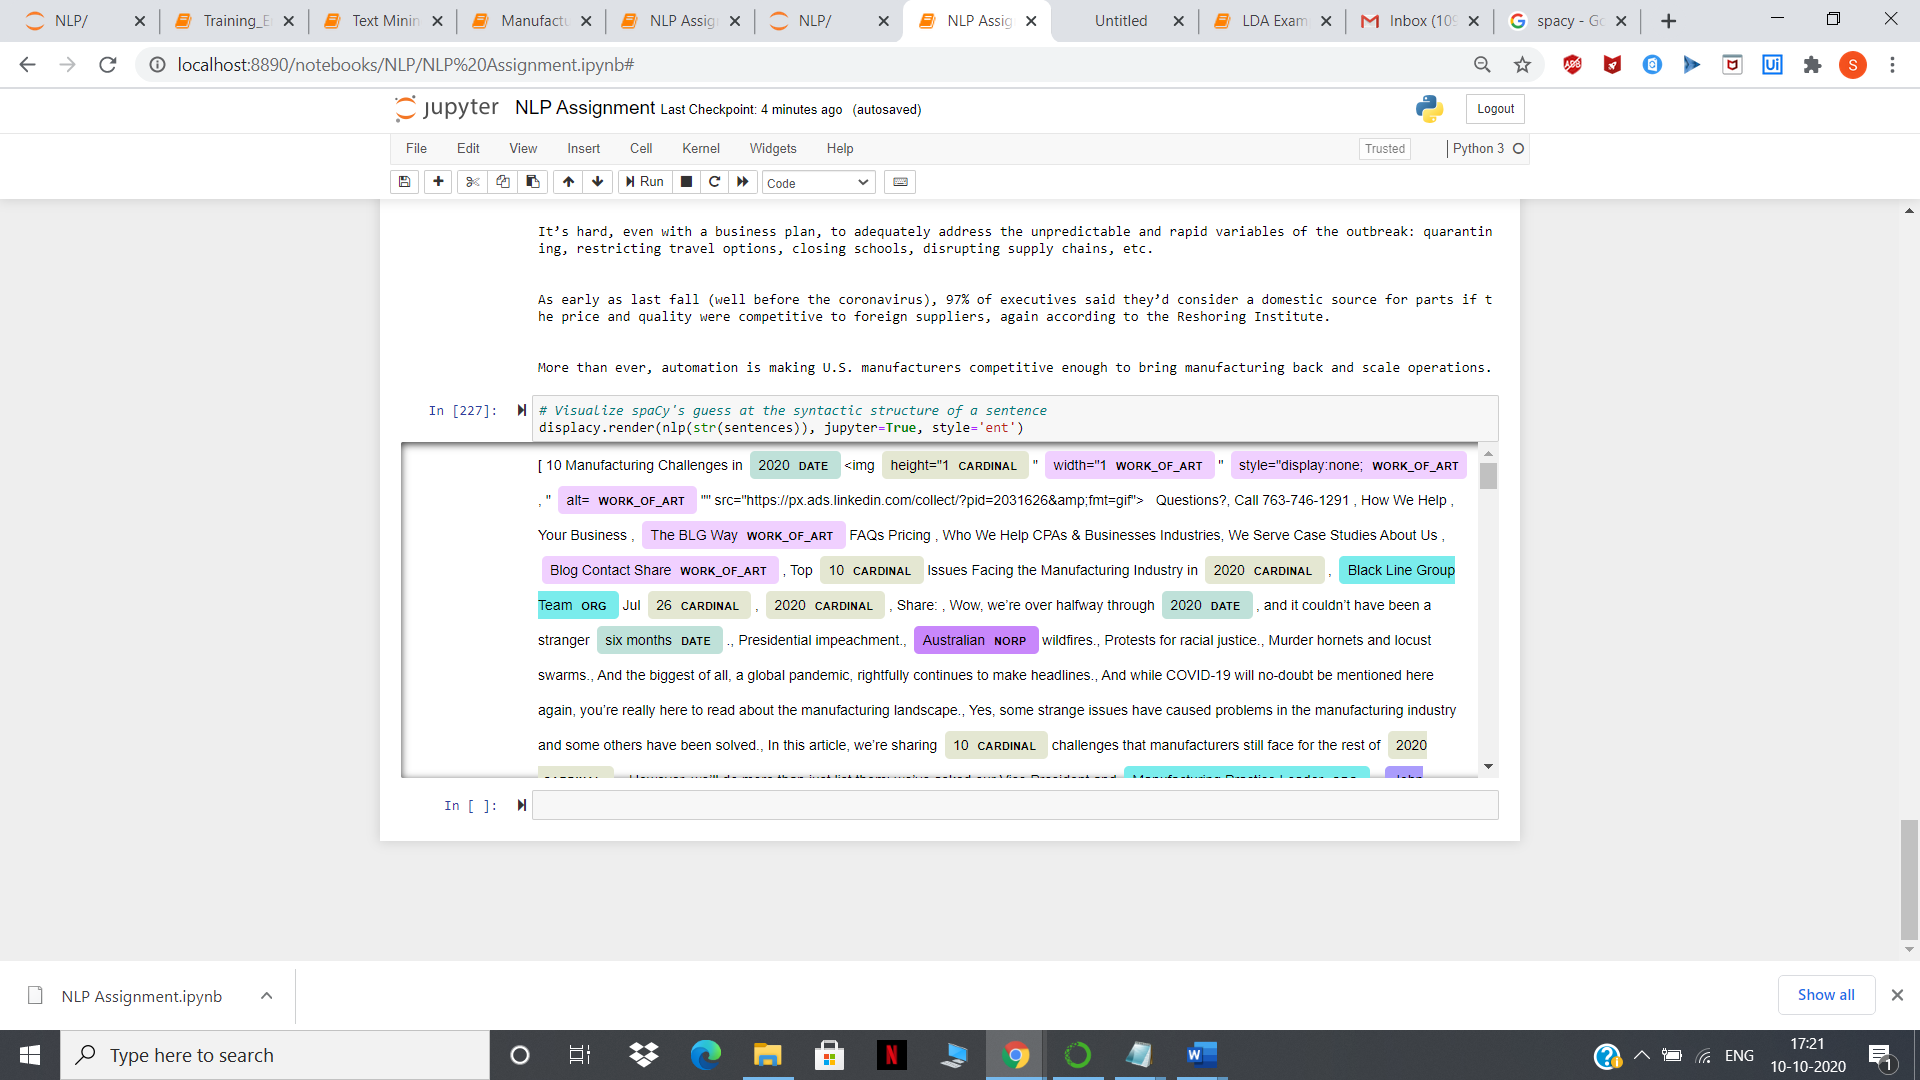 NLP/
Training_E
Text Minin
Manufactu
NLP Assig
NLP/
NLP Assig
Untitled
LDA Exam
Inbox (109
spacy - Go
localhost:8890/notebooks/NLP/NLP%20Assignment.ipynb#
S
jupyter NLP Assignment Last Checkpoint: 4 minutes ago (autosaved)
Logout
File Edit View Insert Cell Kernel Widgets Help
Trusted
Python 3
Run
Code
It’s hard, even with a business plan, to adequately address the unpredictable and rapid variables of the outbreak: quarantin
ing, restricting travel options, closing schools, disrupting supply chains, etc.
As early as last fall (well before the coronavirus), 97% of executives said they’d consider a domestic source for parts if t
he price and quality were competitive to foreign suppliers, again according to the Reshoring Institute.
More than ever, automation is making U.S. manufacturers competitive enough to bring manufacturing back and scale operations.
In [227]:
# Visualize spaCy's guess at the syntactic structure of a sentence
displacy.render(nlp(str(sentences)), jupyter=True, style='ent')
[ 10 Manufacturing Challenges in 2020 DATE <img height="1 CARDINAL " width="1 WORK_OF_ART " style="display:none; WORK_OF_ART
, " alt= WORK_OF_ART "" src="https://px.ads.linkedin.com/collect/?pid=2031626&amp;fmt=gif"> Questions?, Call 763-746-1291 , How We Help ,
Your Business , The BLG Way WORK_OF_ART FAQs Pricing , Who We Help CPAs & Businesses Industries, We Serve Case Studies About Us ,
Blog Contact Share WORK_OF_ART , Top 10 CARDINAL Issues Facing the Manufacturing Industry in 2020 CARDINAL , Black Line Group
Team ORG Jul 26 CARDINAL , 2020 CARDINAL , Share: , Wow, we’re over halfway through 2020 DATE , and it couldn’t have been a
stranger six months DATE ., Presidential impeachment., Australian NORP wildfires., Protests for racial justice., Murder hornets and locust
swarms., And the biggest of all, a global pandemic, rightfully continues to make headlines., And while COVID-19 will no-doubt be mentioned here
again, you’re really here to read about the manufacturing landscape., Yes, some strange issues have caused problems in the manufacturing industry
and some others have been solved., In this article, we’re sharing 10 CARDINAL challenges that manufacturers still face for the rest of 2020
In [ ]:
NLP Assignment.ipynb
Show all
Type here to search
ENG
17:21
10-10-2020
1